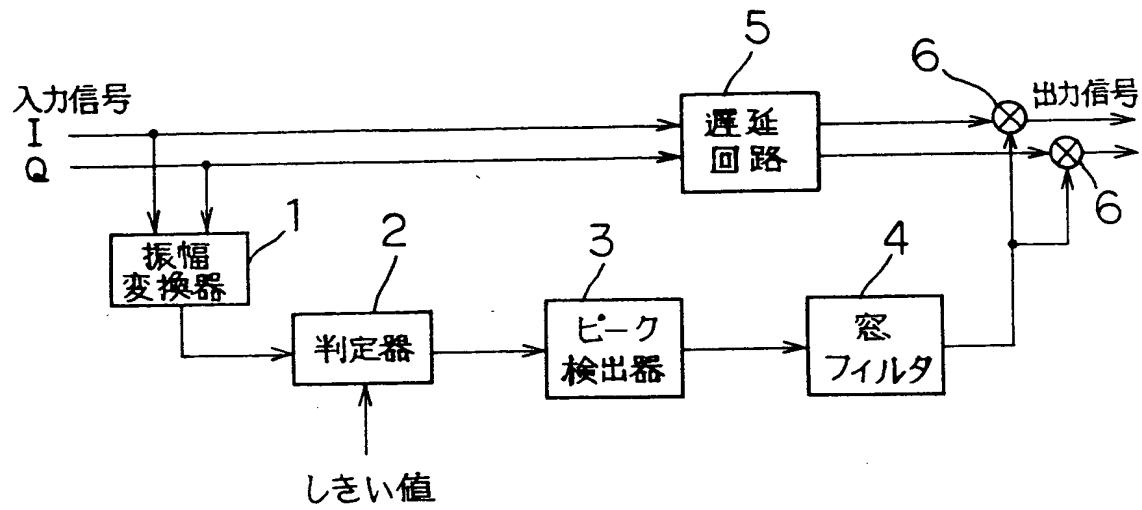 5
6
入力信号
出力信号
I
Q
遅延
回路
6
1
2
3
4
振幅
変換器
判定器
ピーク
検出器
窓
フィルタ
しきい値